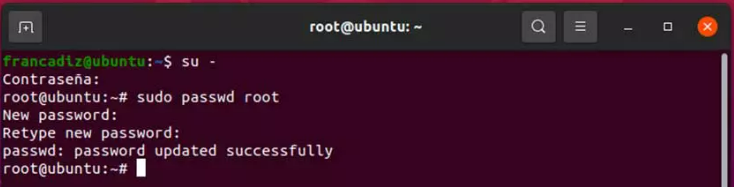 root@ubuntu: ~
francadiz@ubuntu:~$ su -
Contraseña:
root@ubuntu:~# sudo passwd root
New password:
Retype new password:
passwd: password updated successfully
root@ubuntu:~#